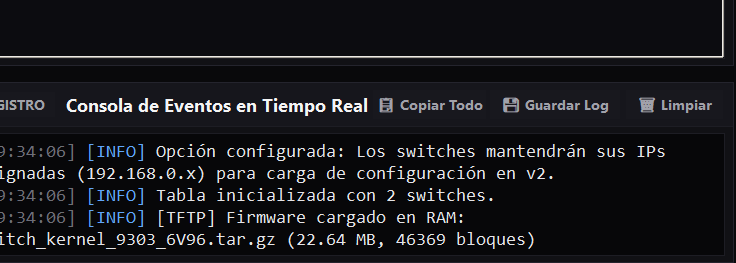 GISTRO Consola de Eventos en Tiempo Real Copiar Todo Guardar Log Limpiar
9:34:06] [INFO] Opción configurada: Los switches mantendrán sus IPs
ignadas (192.168.0.x) para carga de configuración en v2.
9:34:06] [INFO] Tabla inicializada con 2 switches.
9:34:06] [INFO] [TFTP] Firmware cargado en RAM:
itch_kernel_9303_6V96.tar.gz (22.64 MB, 46369 bloques)